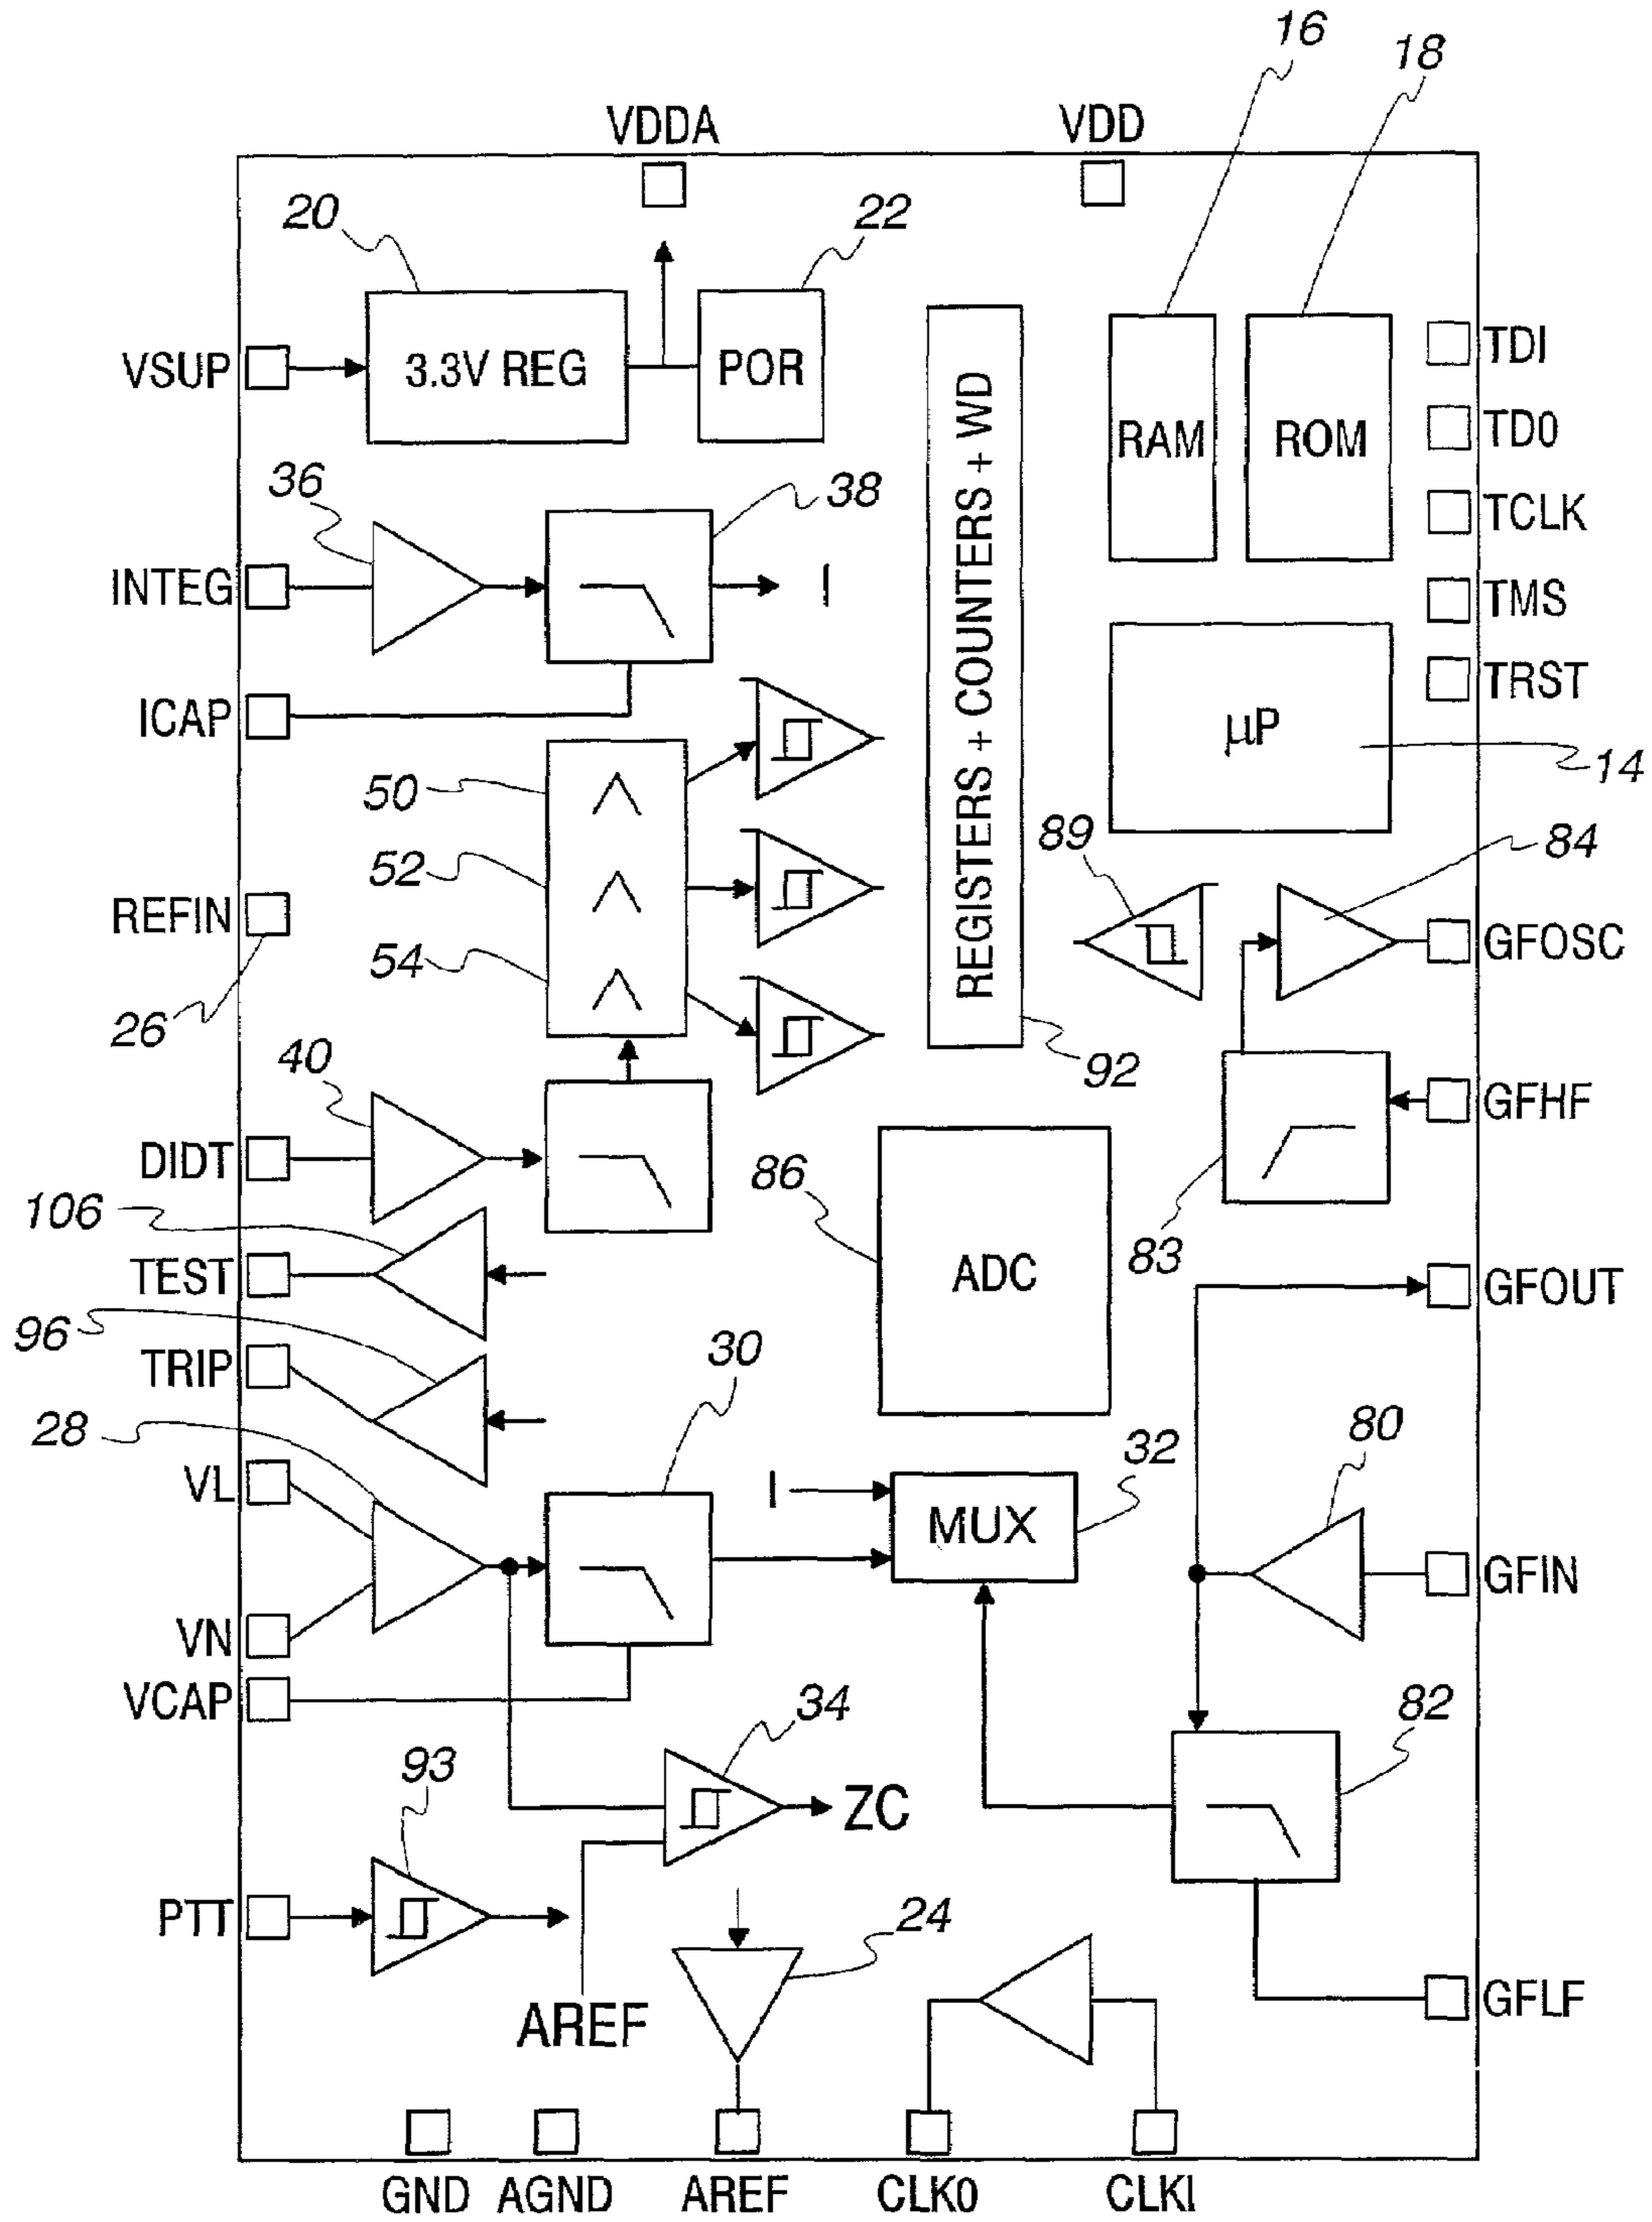 16
18
VDDA
VDD
20
22
VSUP
3.3V REG
POR
REGISTERS + COUNTERS + WD
RAM
ROM
TDI
TD0
TCLK
TMS
TRST
36
38
INTEG
I
ICAP
μP
14
50
52
54
89
84
REFIN
26
GFOSC
92
40
GFHF
DIDT
86
ADC
83
106
TEST
GFOUT
96
TRIP
30
28
VL
I
MUX
32
80
GFIN
VN
VCAP
34
82
93
ZC
PTT
24
AREF
GFLF
GND
AGND
AREF
CLK0
CLKI